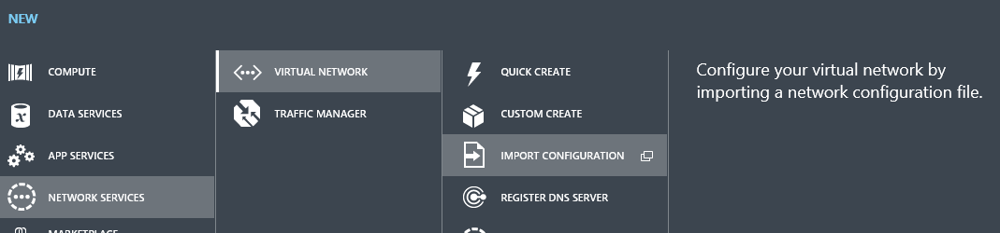 NEW
COMPUTE
DATA SERVICES
APP SERVICES
NETWORK SERVICES
MARKETPLACE
VIRTUAL NETWORK
TRAFFIC MANAGER
QUICK CREATE
CUSTOM CREATE
IMPORT CONFIGURATION
REGISTER DNS SERVER
Configure your virtual network by
importing a network configuration file.